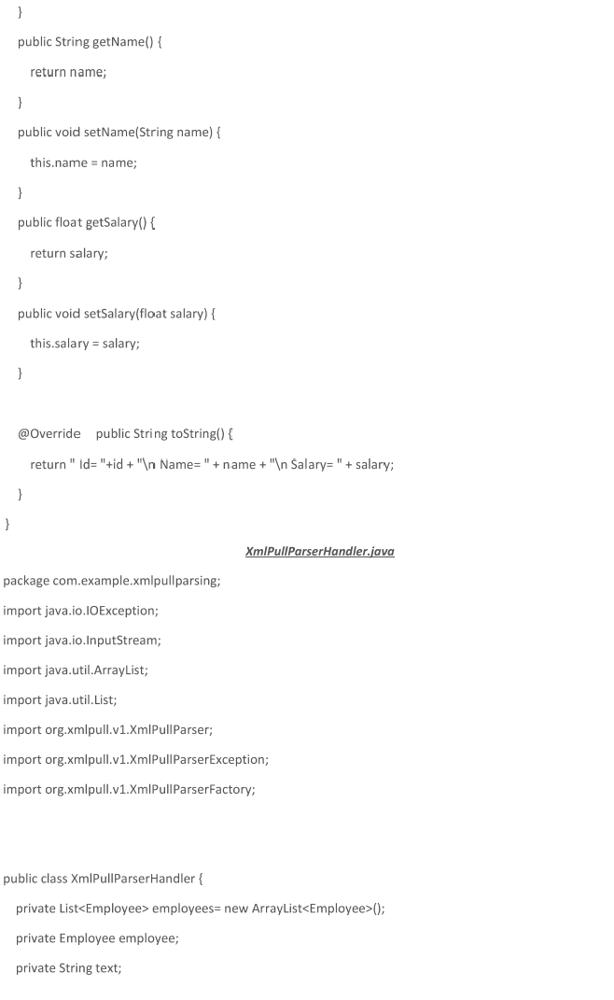 }
public String getName() {
return name;
}
public void setName(String name) {
this.name = name;
}
public float getSalary() {
return salary;
}
public void setSalary(float salary) {
this.salary = salary;
}
@Override public String toString() {
return " Id= "+id + "\n Name= " + name + "\n Salary= " + salary;
}
}
XmlPullParserHandler.java
package com.example.xmlpullparsing;
import java.io.IOException;
import java.io.InputStream;
import java.util.ArrayList;
import java.util.List;
import org.xmlpull.v1.XmlPullParser;
import org.xmlpull.v1.XmlPullParserException;
import org.xmlpull.v1.XmlPullParserFactory;
public class XmlPullParserHandler {
private List<Employee> employees= new ArrayList<Employee>();
private Employee employee;
private String text;